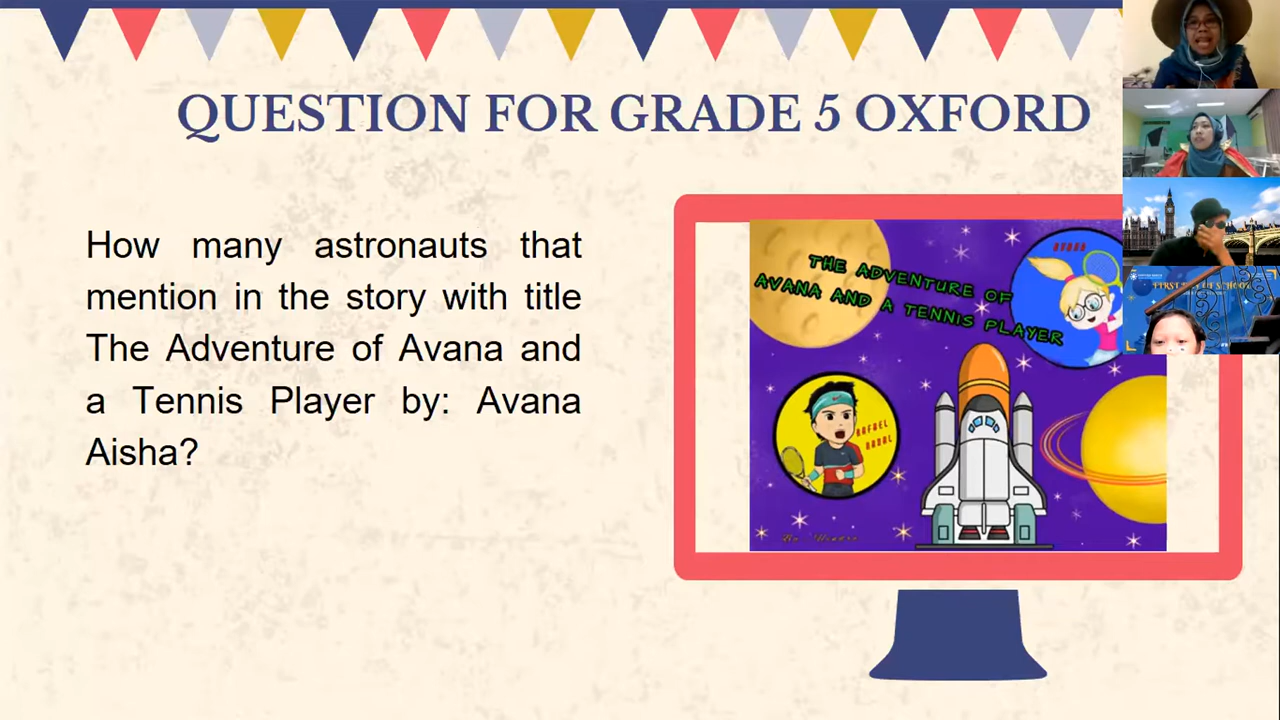 QUESTION FOR GRADE 5 OXFORD
How many astronauts that
mention in the story with title
The Adventure of Avana and
a Tennis Player by: Avana
Aisha?
THE ADVENTURE OF
AVANA AND A TENNIS PLAYER
RAFAEL
NADAL